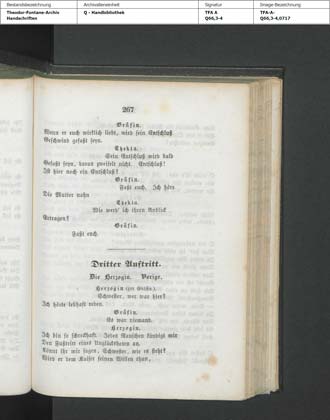 Bestandsbezeichnung
Archivalieneinheit
Signatur
Image-Bezeichnung
Theodor-Fontane-Archiv
Handschriften
Q - Handbibliothek
TFA A
Q66,3-4
TFA-A-
Q66,3-4,0717
267
Gräfin.
Wenn er euch wirklich liebt, wird sein Entschluß
Geschwind gefaßt seyn.
Thekla.
Sein Entschluß wird bald
Gefaßt seyn, daran zweifelt nicht. Entschluß!
Ist hier noch ein Entschluß?
Gräfin.
Faßt euch. Ich höre
Die Mutter nahn
Thekla.
Wie werd' ich ihren Anblick
Ertragen?
Gräfin.
Faßt euch.
Dritter Auftritt.
Die Herzogin. Vorige.
Herzogin (zur Gräfin).
Schwester, wer war hier?
Ich hörte lebhaft reden.
Gräfin.
Es war niemand.
Herzogin.
Ich bin so schreckhaft. Jedes Rauschen kündigt mir
Den Fußtritt eines Unglücksboten an.
Könnt ihr mir sagen, Schwester, wie es steht?
Wird er dem Kaiser seinen Willen thun,